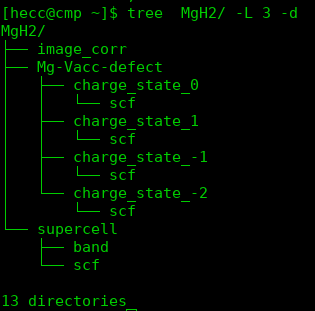 [hecc@cmp ~]$ tree  MgH2/ -L 3 -d
MgH2/
├── image_corr
├── Mg-Vacc-defect
│   ├── charge_state_0
│   │   └── scf
│   ├── charge_state_1
│   │   └── scf
│   ├── charge_state_-1
│   │   └── scf
│   └── charge_state_-2
│       └── scf
└── supercell
    ├── band
    └── scf

13 directories